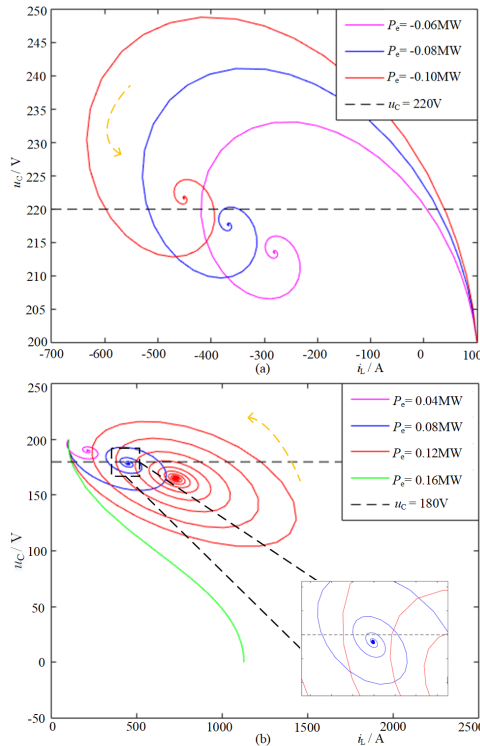 250
245
240
235
230
225
220
215
210
205
200
u_C / V
P_e= -0.06MW
P_e= -0.08MW
P_e= -0.10MW
u_C = 220V
-700 -600 -500 -400 -300 -200 -100 0 100
(a) i_L / A
250
200
150
100
50
0
-50
u_C / V
P_e= 0.04MW
P_e= 0.08MW
P_e= 0.12MW
P_e= 0.16MW
u_C = 180V
0 500 1000 1500 2000 2500
(b) i_L / A